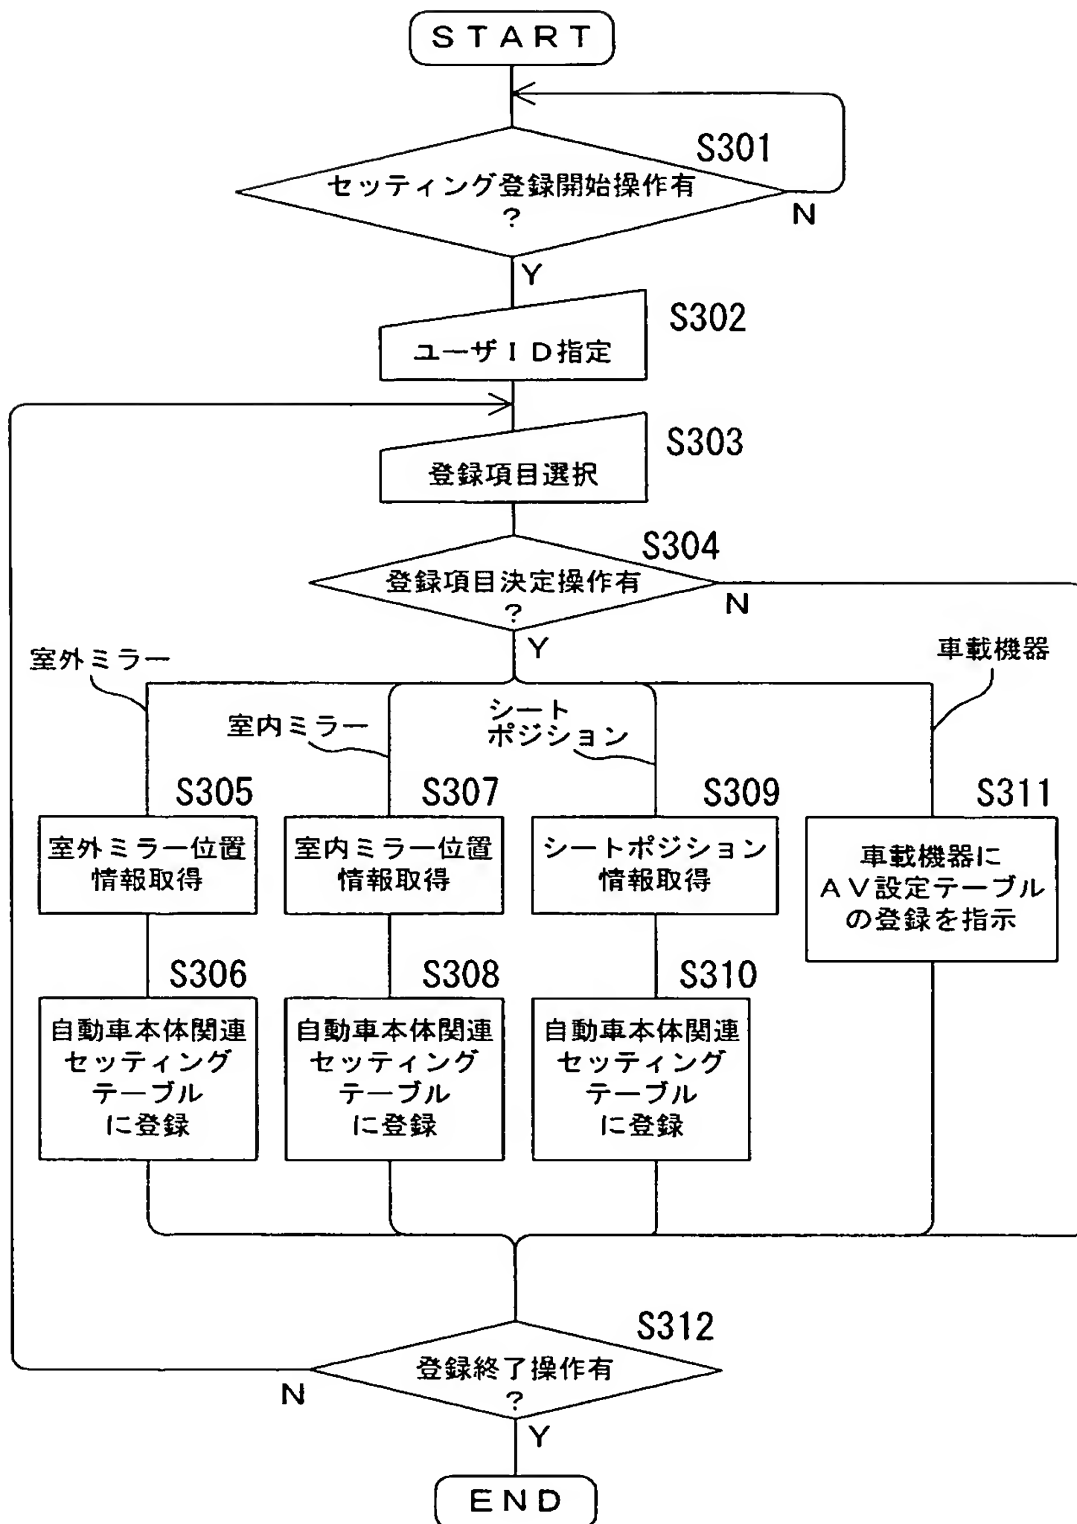 START
S301
セッティング登録開始操作有
?
N
Y
S302
ユーザID指定
S303
登録項目選択
S304
登録項目決定操作有
?
N
Y
室外ミラー
室内ミラー
シート
ポジション
車載機器
S305
室外ミラー位置
情報取得
S307
室内ミラー位置
情報取得
S309
シートポジション
情報取得
S311
車載機器に
AV設定テーブル
の登録を指示
S306
自動車本体関連
セッティング
テーブル
に登録
S308
自動車本体関連
セッティング
テーブル
に登録
S310
自動車本体関連
セッティング
テーブル
に登録
S312
登録終了操作有
?
N
Y
END